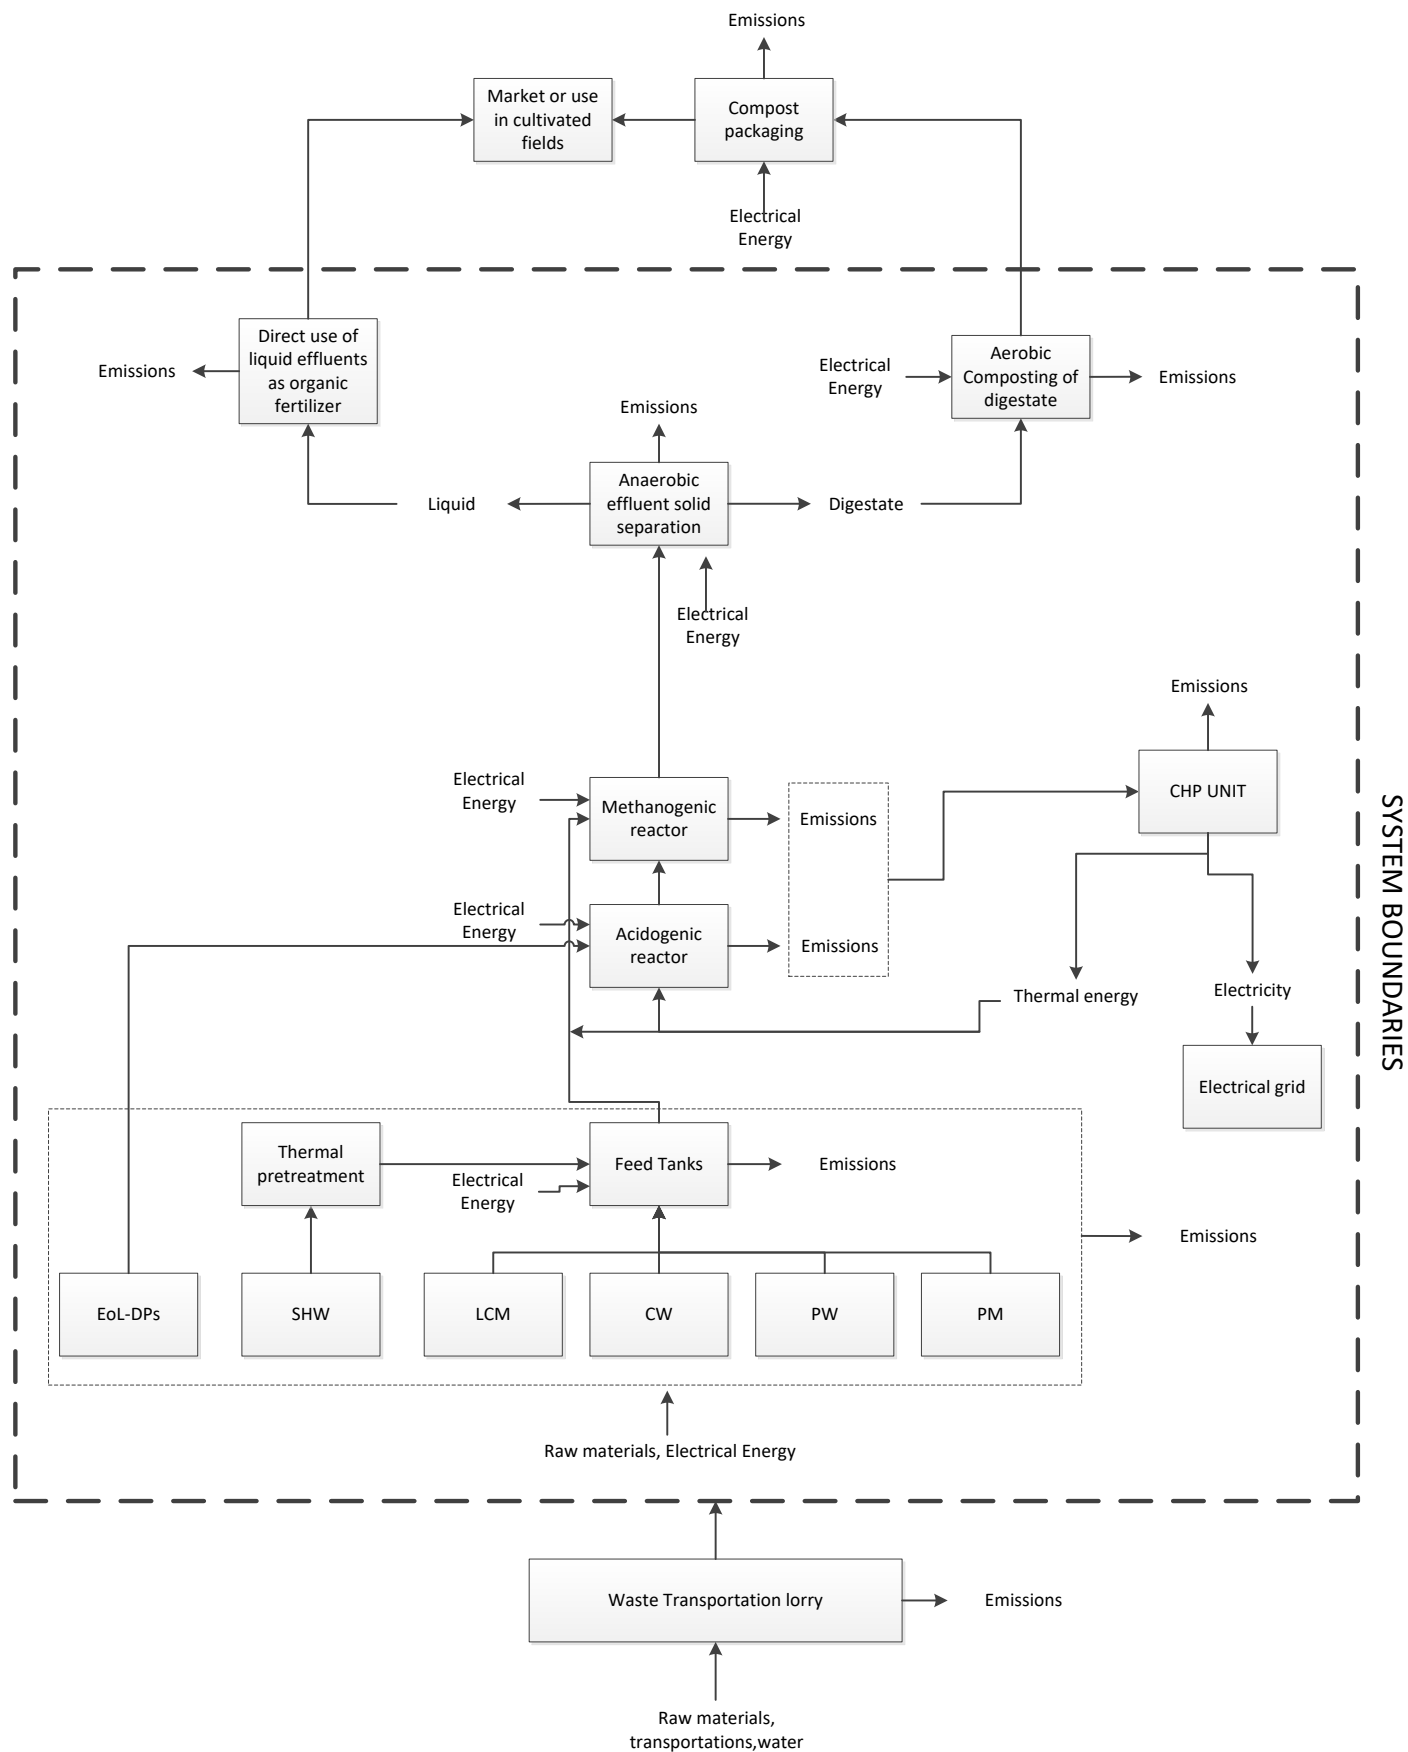 Emissions
Market or use
in cultivated
fields
Compost
packaging
Electrical
Energy
Direct use of
liquid effluents
as organic
fertilizer
Emissions
Electrical
Energy
Aerobic
Composting of
digestate
Emissions
Emissions
Liquid
Anaerobic
effluent solid
separation
Digestate
Electrical
Energy
Emissions
Electrical
Energy
Methanogenic
reactor
Emissions
CHP UNIT
SYSTEM BOUNDARIES
Electrical
Energy
Acidogenic
reactor
Emissions
Thermal energy
Electricity
Electrical grid
Thermal
pretreatment
Electrical
Energy
Feed Tanks
Emissions
Emissions
EoL-DPs
SHW
LCM
CW
PW
PM
Raw materials, Electrical Energy
Waste Transportation lorry
Emissions
Raw materials,
transportations,water